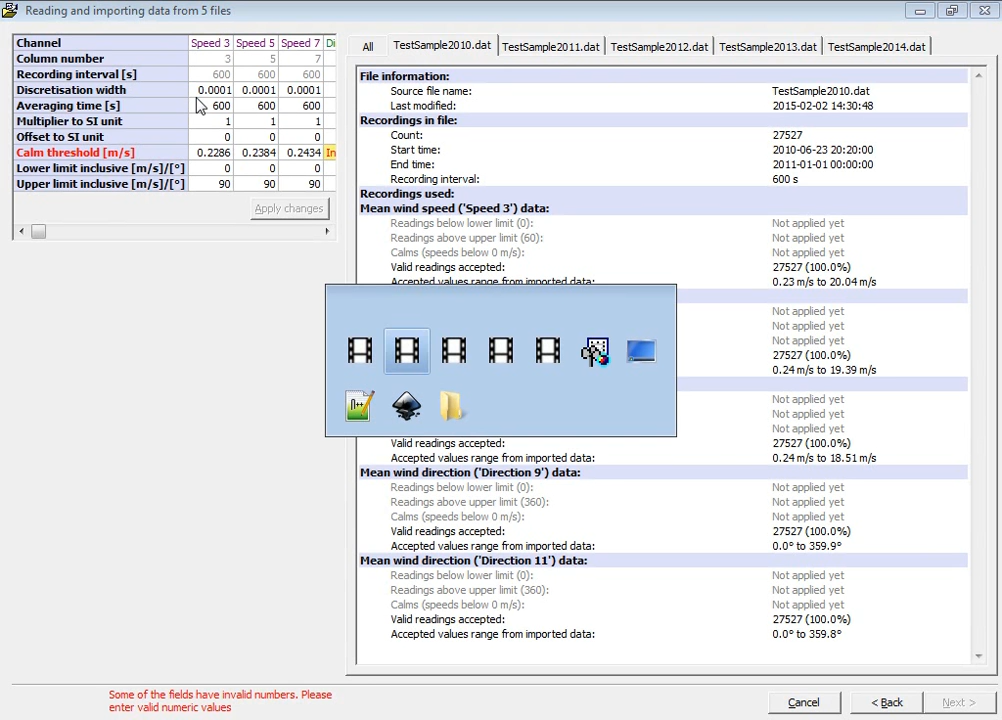 Reading and importing data from 5 files
Channel Speed 3 Speed 5 Speed 7 Di
Column number 3 5 7
Recording interval [s] 600 600 600
Discretisation width 0.0001 0.0001 0.0001
Averaging time [s] 600 600 600
Multiplier to SI unit 1 1 1
Offset to SI unit 0 0 0
Calm threshold [m/s] 0.2286 0.2384 0.2434 In
Lower limit inclusive [m/s]/[°] 0 0 0
Upper limit inclusive [m/s]/[°] 90 90 90
Apply changes
All TestSample2010.dat TestSample2011.dat TestSample2012.dat TestSample2013.dat TestSample2014.dat
File information:
Source file name: TestSample2010.dat
Last modified: 2015-02-02 14:30:48
Recordings in file:
Count: 27527
Start time: 2010-06-23 20:20:00
End time: 2011-01-01 00:00:00
Recording interval: 600 s
Recordings used:
Mean wind speed ('Speed 3') data:
Readings below lower limit (0): Not applied yet
Readings above upper limit (60): Not applied yet
Calms (speeds below 0 m/s): Not applied yet
Valid readings accepted: 27527 (100.0%)
Accepted values range from imported data: 0.23 m/s to 20.04 m/s
Not applied yet
Not applied yet
Not applied yet
27527 (100.0%)
0.24 m/s to 19.39 m/s
Not applied yet
Not applied yet
Not applied yet
Valid readings accepted: 27527 (100.0%)
Accepted values range from imported data: 0.24 m/s to 18.51 m/s
Mean wind direction ('Direction 9') data:
Readings below lower limit (0): Not applied yet
Readings above upper limit (360): Not applied yet
Calms (speeds below 0 m/s): Not applied yet
Valid readings accepted: 27527 (100.0%)
Accepted values range from imported data: 0.0° to 359.9°
Mean wind direction ('Direction 11') data:
Readings below lower limit (0): Not applied yet
Readings above upper limit (360): Not applied yet
Calms (speeds below 0 m/s): Not applied yet
Valid readings accepted: 27527 (100.0%)
Accepted values range from imported data: 0.0° to 359.8°
Some of the fields have invalid numbers. Please
enter valid numeric values
Cancel < Back Next >